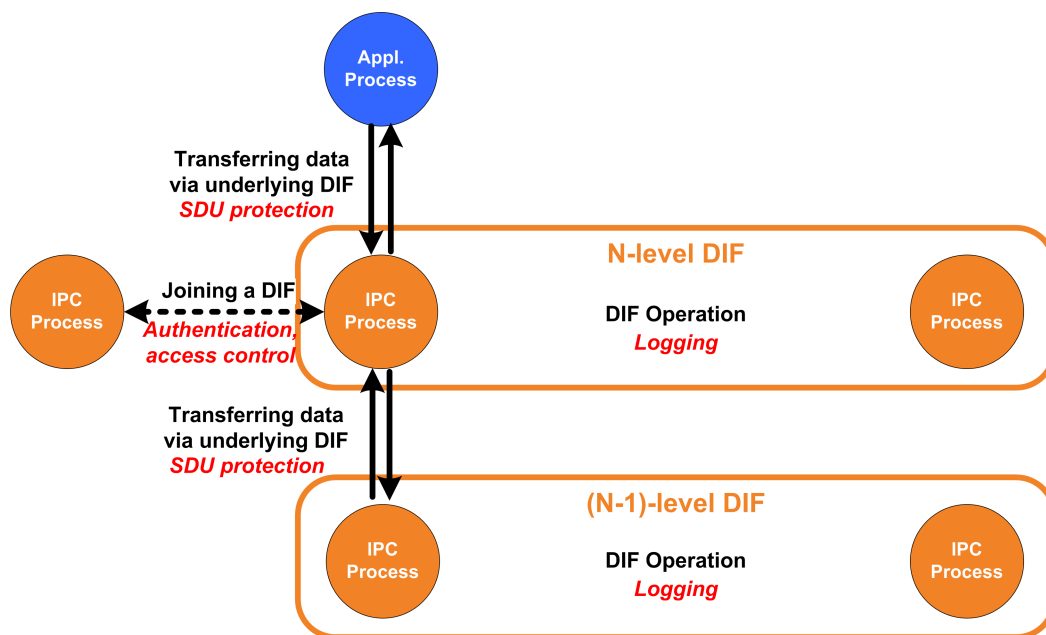 Appl.
Process
Transferring data
via underlying DIF
SDU protection
N-level DIF
IPC
Process
Joining a DIF
Authentication,
access control
IPC
Process
DIF Operation
Logging
IPC
Process
Transferring data
via underlying DIF
SDU protection
(N-1)-level DIF
IPC
Process
DIF Operation
Logging
IPC
Process